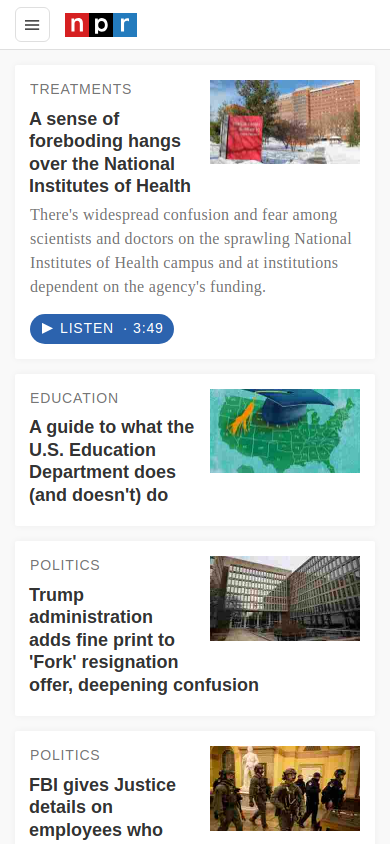 npr
TREATMENTS
A sense of
foreboding hangs
over the National
Institutes of Health
There's widespread confusion and fear among
scientists and doctors on the sprawling National
Institutes of Health campus and at institutions
dependent on the agency's funding.
LISTEN · 3:49
EDUCATION
A guide to what the
U.S. Education
Department does
(and doesn't) do
POLITICS
Trump
administration
adds fine print to
'Fork' resignation
offer, deepening confusion
POLITICS
FBI gives Justice
details on
employees who